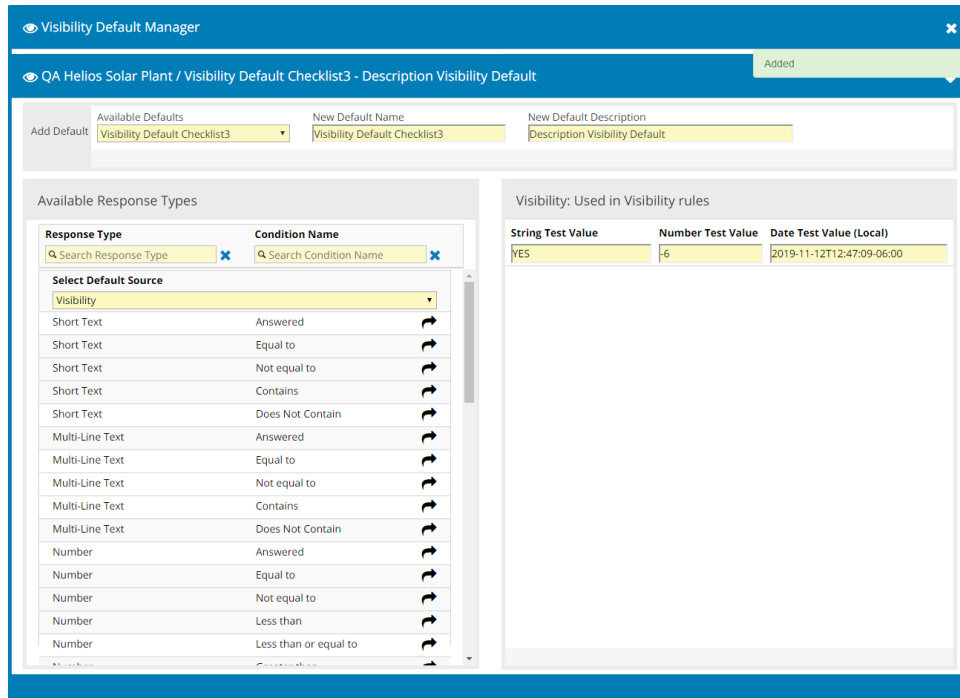 Visibility Default Manager
QA Helios Solar Plant / Visibility Default Checklist3 - Description Visibility Default
Added
Add Default
Available Defaults
Visibility Default Checklist3
New Default Name
Visibility Default Checklist3
New Default Description
Description Visibility Default
Available Response Types
Response Type Condition Name
Search Response Type Search Condition Name
Select Default Source
Visibility
Short Text Answered
Short Text Equal to
Short Text Not equal to
Short Text Contains
Short Text Does Not Contain
Multi-Line Text Answered
Multi-Line Text Equal to
Multi-Line Text Not equal to
Multi-Line Text Contains
Multi-Line Text Does Not Contain
Number Answered
Number Equal to
Number Not equal to
Number Less than
Number Less than or equal to
Visibility: Used in Visibility rules
String Test Value Number Test Value Date Test Value (Local)
YES -6 2019-11-12T12:47:09-06:00